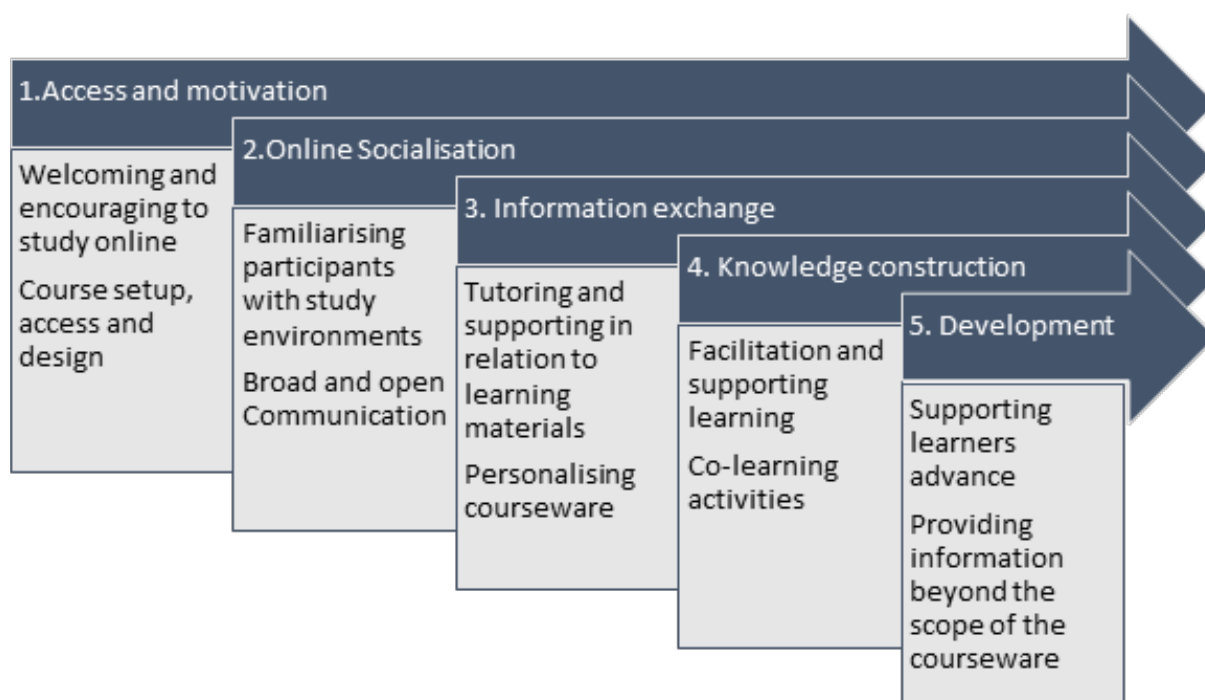 1.Access and motivation
Welcoming and
encouraging to
study online
Course setup,
access and
design
2.Online Socialisation
Familiarising
participants
with study
environments
Broad and open
Communication
3. Information exchange
Tutoring and
supporting in
relation to
learning
materials
Personalising
courseware
4. Knowledge construction
Facilitation and
supporting
learning
Co-learning
activities
5. Development
Supporting
learners
advance
Providing
information
beyond the
scope of the
courseware